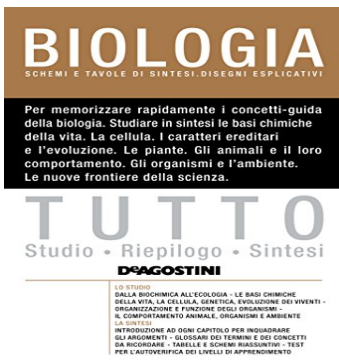 BIOLOGIA
SCHEMI E TAVOLE DI SINTESI.DISEGNI ESPLICATIVI
Per memorizzare rapidamente i concetti-guida
della biologia. Studiare in sintesi le basi chimiche
della vita. La cellula. I caratteri ereditari
e l'evoluzione. Le piante. Gli animali e il loro
comportamento. Gli organismi e l'ambiente.
Le nuove frontiere della scienza.
TUTTO
Studio • Riepilogo • Sintesi
DeAGOSTINI
LO STUDIO
DALLA BIOCHIMICA ALL'ECOLOGIA - LE BASI CHIMICHE
DELLA VITA, LA CELLULA, GENETICA, EVOLUZIONE DEI VIVENTI -
ORGANIZZAZIONE E FUNZIONE DEGLI ORGANISMI -
IL COMPORTAMENTO ANIMALE, ORGANISMI E AMBIENTE
LA SINTESI
INTRODUZIONE AD OGNI CAPITOLO PER INQUADRARE
GLI ARGOMENTI - GLOSSARI DEI TERMINI E DEI CONCETTI
DA RICORDARE - TABELLE E SCHEMI RIASSUNTIVI - TEST
PER L'AUTOVERIFICA DEI LIVELLI DI APPRENDIMENTO